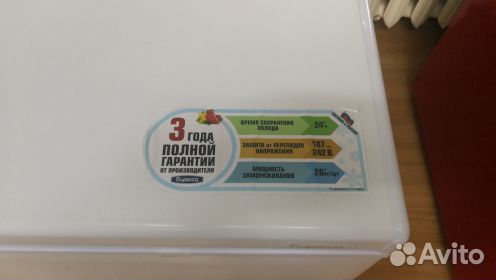 3 ГОДА
ПОЛНОЙ
ГАРАНТИИ
ОТ ПРОИЗВОДИТЕЛЯ
Бирюса
ВРЕМЯ СОХРАНЕНИЯ
ХОЛОДА
24*ч
ЗАЩИТА ОТ ПЕРЕПАДОВ
НАПРЯЖЕНИЯ
187...
242 В
МОЩНОСТЬ
ЗАМОРАЖИВАНИЯ
26*кг/сут
Avito